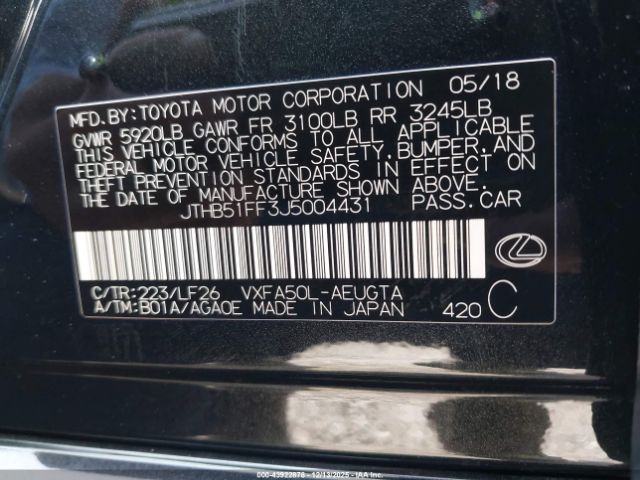 MFD.BY:TOYOTA MOTOR CORPORATION 05/18
GVWR 5920LB GAWR FR 3100LB RR 3245LB
THIS VEHICLE CONFORMS TO ALL APPLICABLE
FEDERAL MOTOR VEHICLE SAFETY,BUMPER,AND
THEFT PREVENTION STANDARDS IN EFFECT ON
THE DATE OF MANUFACTURE SHOWN ABOVE.
JTHB51FF3J5004431 PASS.CAR
C/TR:223/LF26 VXFA50L-AEUGTA
A/TM:B01A/AGA0E MADE IN JAPAN 420 C
000-43922878 - 12/13/2025 - IAAI.COM